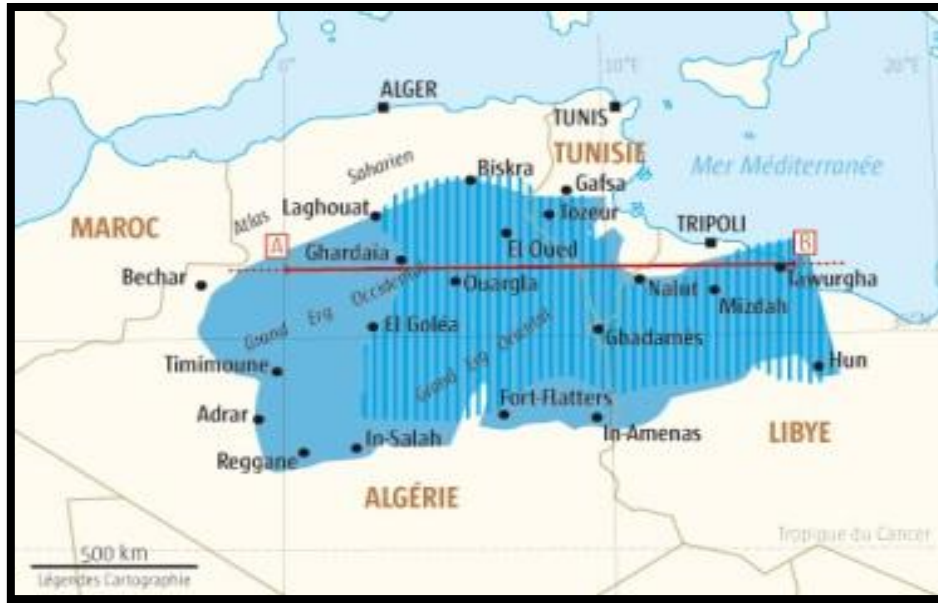 0°
10°E
20°E
ALGER
TUNIS
TUNISIE
Mer Méditerranée
Biskra
Gafsa
Atlas Saharien
Laghouat
Tozeur
MAROC
El Oued
TRIPOLI
A
B
Ghardaia
Bechar
Ouargla
Nalut
Tawurgha
Mizdah
Grand Erg Occidental
El Goléa
Grand Erg Oriental
Ghadames
30°N
Timimoune
Hun
Fort-Flatters
Adrar
In-Amenas
LIBYE
In-Salah
Reggane
ALGÉRIE
Tropique du Cancer
500 km
Légendes Cartographie